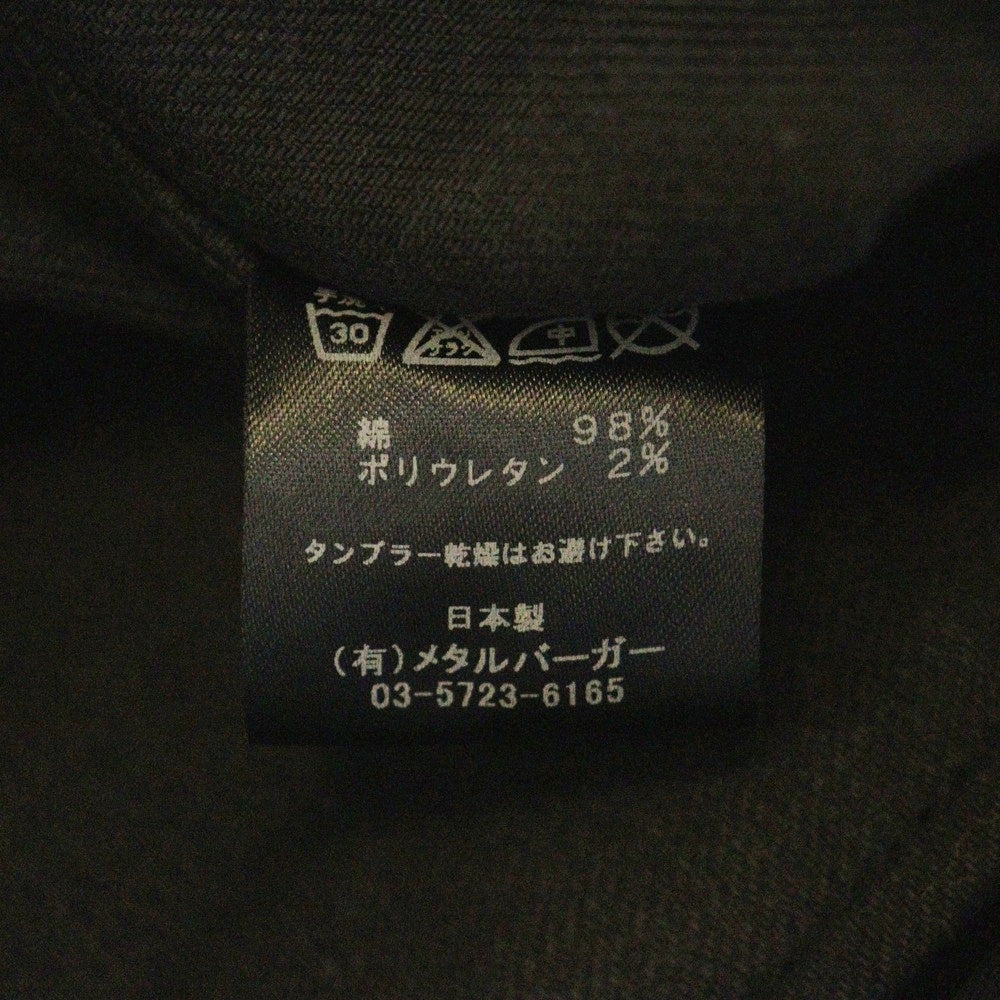 手洗イ
30
中
綿 98%
ポリウレタン 2%
タンブラー乾燥はお避け下さい。
日本製
(有)メタルバーガー
03-5723-6165